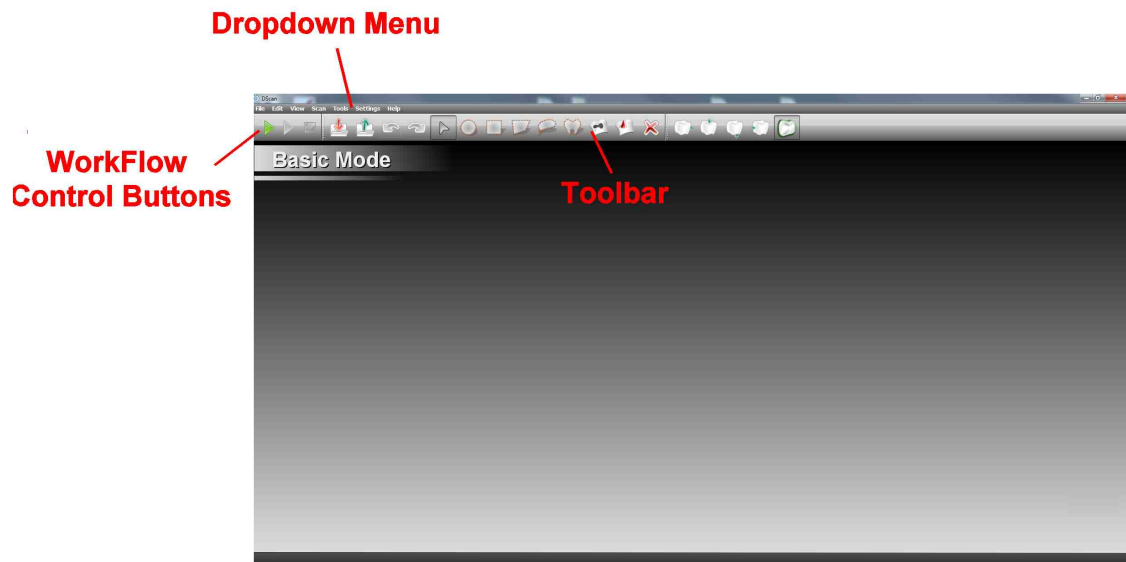 Dropdown Menu
DScan
File Edit View Scan Tools Settings Help
WorkFlow
Control Buttons
Basic Mode
Toolbar